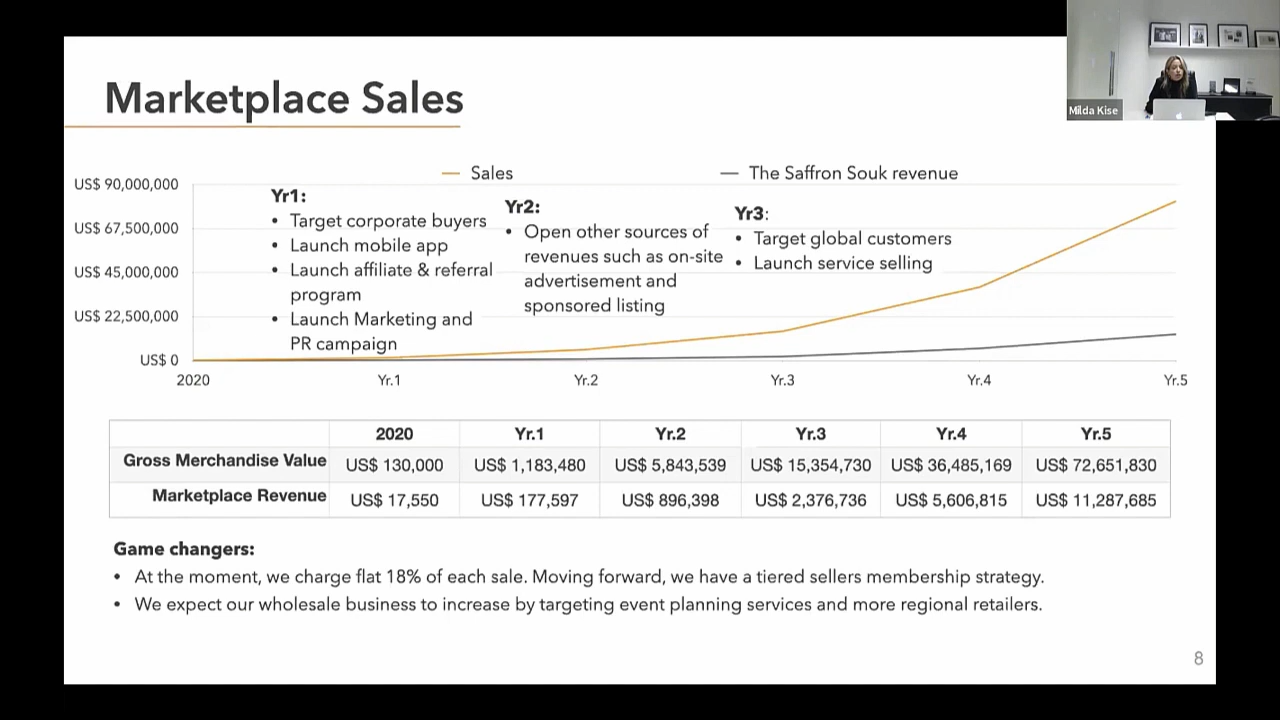 Milda Kise
Marketplace Sales
Sales
The Saffron Souk revenue
US$ 90,000,000
US$ 67,500,000
US$ 45,000,000
US$ 22,500,000
US$ 0
Yr1:
• Target corporate buyers
• Launch mobile app
• Launch affiliate & referral
program
• Launch Marketing and
PR campaign
Yr2:
• Open other sources of
revenues such as on-site
advertisement and
sponsored listing
Yr3:
• Target global customers
• Launch service selling
2020 Yr.1 Yr.2 Yr.3 Yr.4 Yr.5
2020 Yr.1 Yr.2 Yr.3 Yr.4 Yr.5
Gross Merchandise Value US$ 130,000 US$ 1,183,480 US$ 5,843,539 US$ 15,354,730 US$ 36,485,169 US$ 72,651,830
Marketplace Revenue US$ 17,550 US$ 177,597 US$ 896,398 US$ 2,376,736 US$ 5,606,815 US$ 11,287,685
Game changers:
• At the moment, we charge flat 18% of each sale. Moving forward, we have a tiered sellers membership strategy.
• We expect our wholesale business to increase by targeting event planning services and more regional retailers.
8